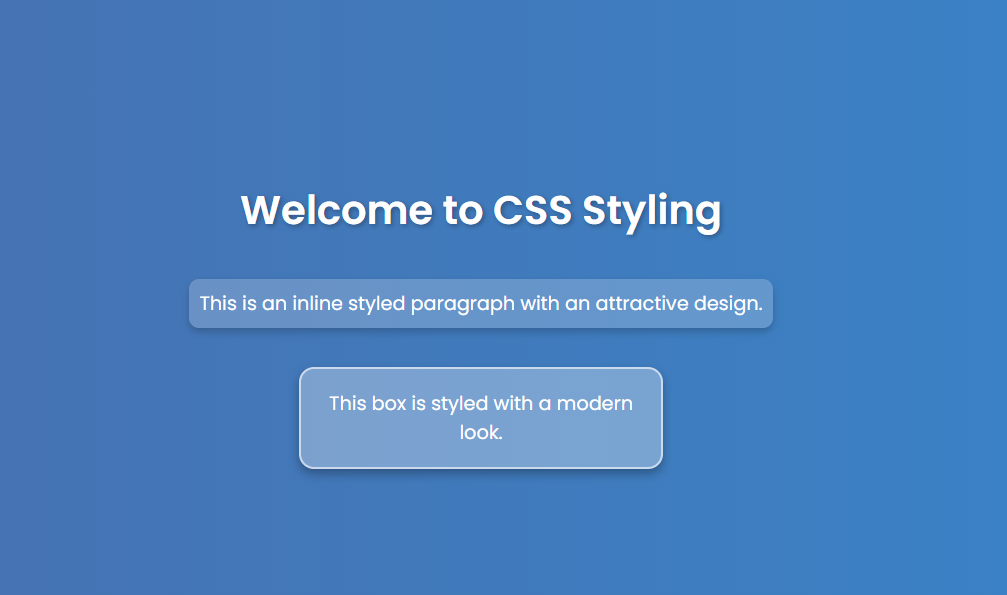 Welcome to CSS Styling
This is an inline styled paragraph with an attractive design.
This box is styled with a modern
look.